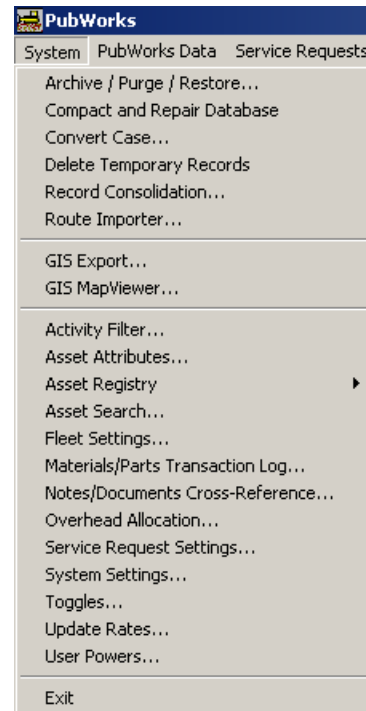 PubWorks
System PubWorks Data Service Requests
Archive / Purge / Restore...
Compact and Repair Database
Convert Case...
Delete Temporary Records
Record Consolidation...
Route Importer...
GIS Export...
GIS MapViewer...
Activity Filter...
Asset Attributes...
Asset Registry
Asset Search...
Fleet Settings...
Materials/Parts Transaction Log...
Notes/Documents Cross-Reference...
Overhead Allocation...
Service Request Settings...
System Settings...
Toggles...
Update Rates...
User Powers...
Exit